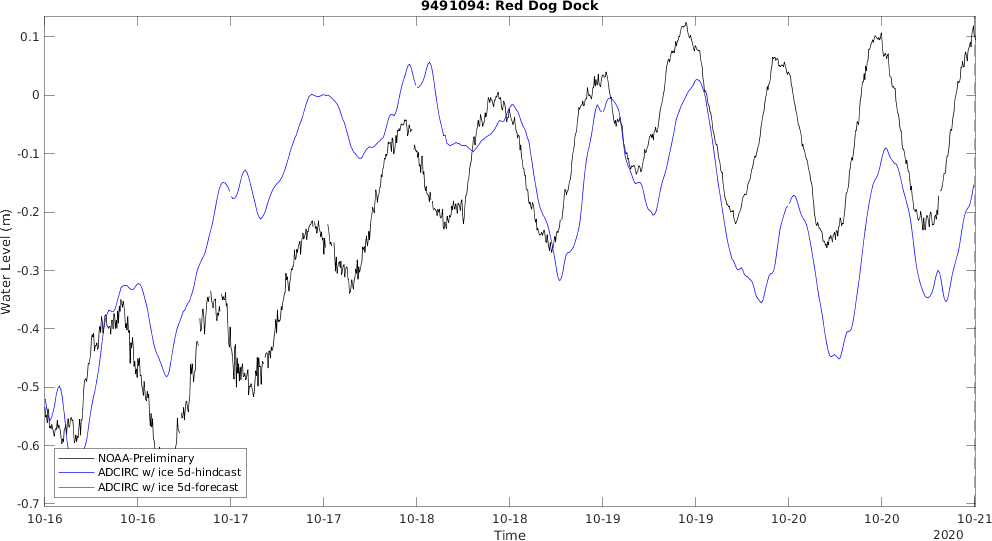 9491094: Red Dog Dock
Water Level (m)
0.1
0
-0.1
-0.2
-0.3
-0.4
-0.5
-0.6
-0.7
NOAA-Preliminary
ADCIRC w/ ice 5d-hindcast
ADCIRC w/ ice 5d-forecast
10-16 10-16 10-17 10-17 10-18 10-18 10-19 10-19 10-20 10-20 10-21
Time
2020